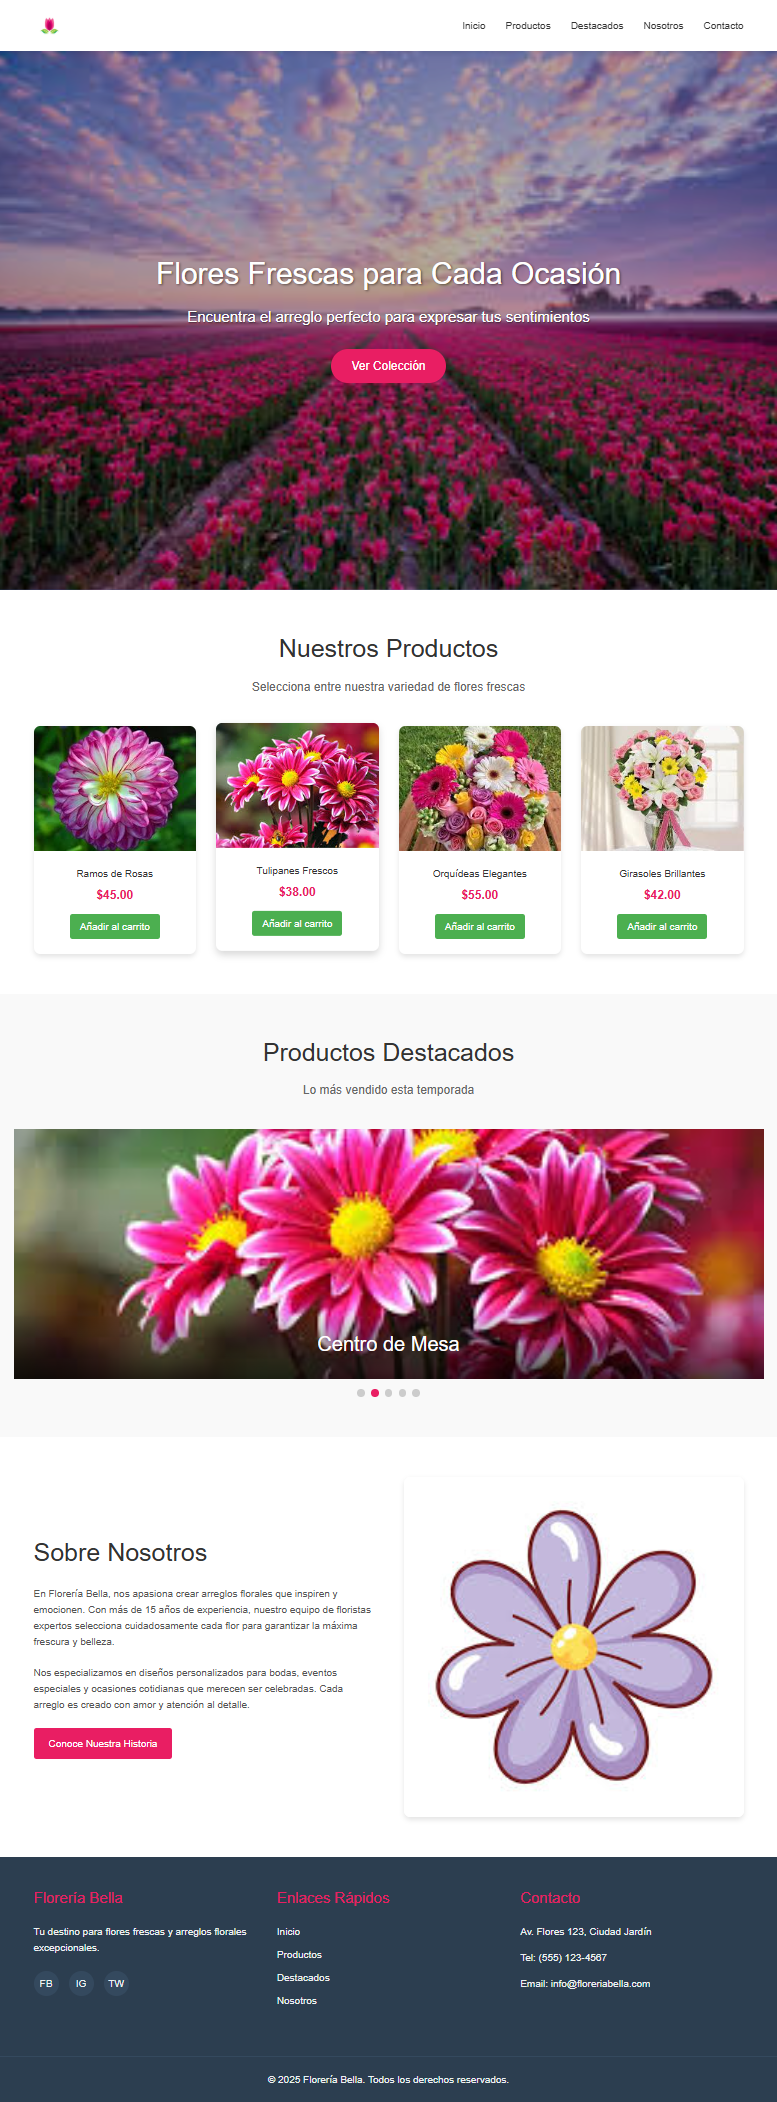 Inicio Productos Destacados Nosotros Contacto
Flores Frescas para Cada Ocasión
Encuentra el arreglo perfecto para expresar tus sentimientos
Ver Colección
Nuestros Productos
Selecciona entre nuestra variedad de flores frescas
Ramos de Rosas
$45.00
Añadir al carrito
Tulipanes Frescos
$38.00
Añadir al carrito
Orquídeas Elegantes
$55.00
Añadir al carrito
Girasoles Brillantes
$42.00
Añadir al carrito
Productos Destacados
Lo más vendido esta temporada
Centro de Mesa
Sobre Nosotros
En Florería Bella, nos apasiona crear arreglos florales que inspiren y
emocionen. Con más de 15 años de experiencia, nuestro equipo de floristas
expertos selecciona cuidadosamente cada flor para garantizar la máxima
frescura y belleza.
Nos especializamos en diseños personalizados para bodas, eventos
especiales y ocasiones cotidianas que merecen ser celebradas. Cada
arreglo es creado con amor y atención al detalle.
Conoce Nuestra Historia
Florería Bella
Tu destino para flores frescas y arreglos florales
excepcionales.
FB IG TW
Enlaces Rápidos
Inicio
Productos
Destacados
Nosotros
Contacto
Av. Flores 123, Ciudad Jardín
Tel: (555) 123-4567
Email: info@floreriabella.com
© 2025 Florería Bella. Todos los derechos reservados.